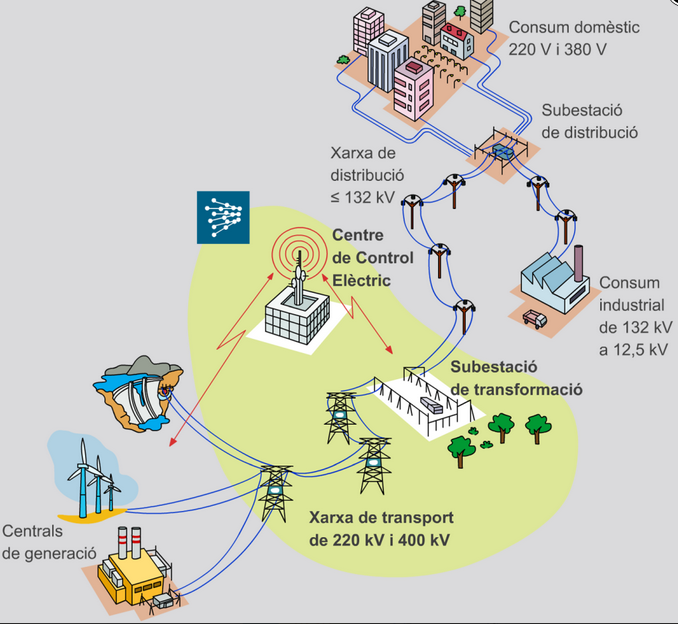 Consum domèstic
220 V i 380 V
Subestació
de distribució
Xarxa de
distribució
≤ 132 kV
Centre
de Control
Elèctric
Consum
industrial
de 132 kV
a 12,5 kV
Subestació
de transformació
Xarxa de transport
de 220 kV i 400 kV
Centrals
de generació